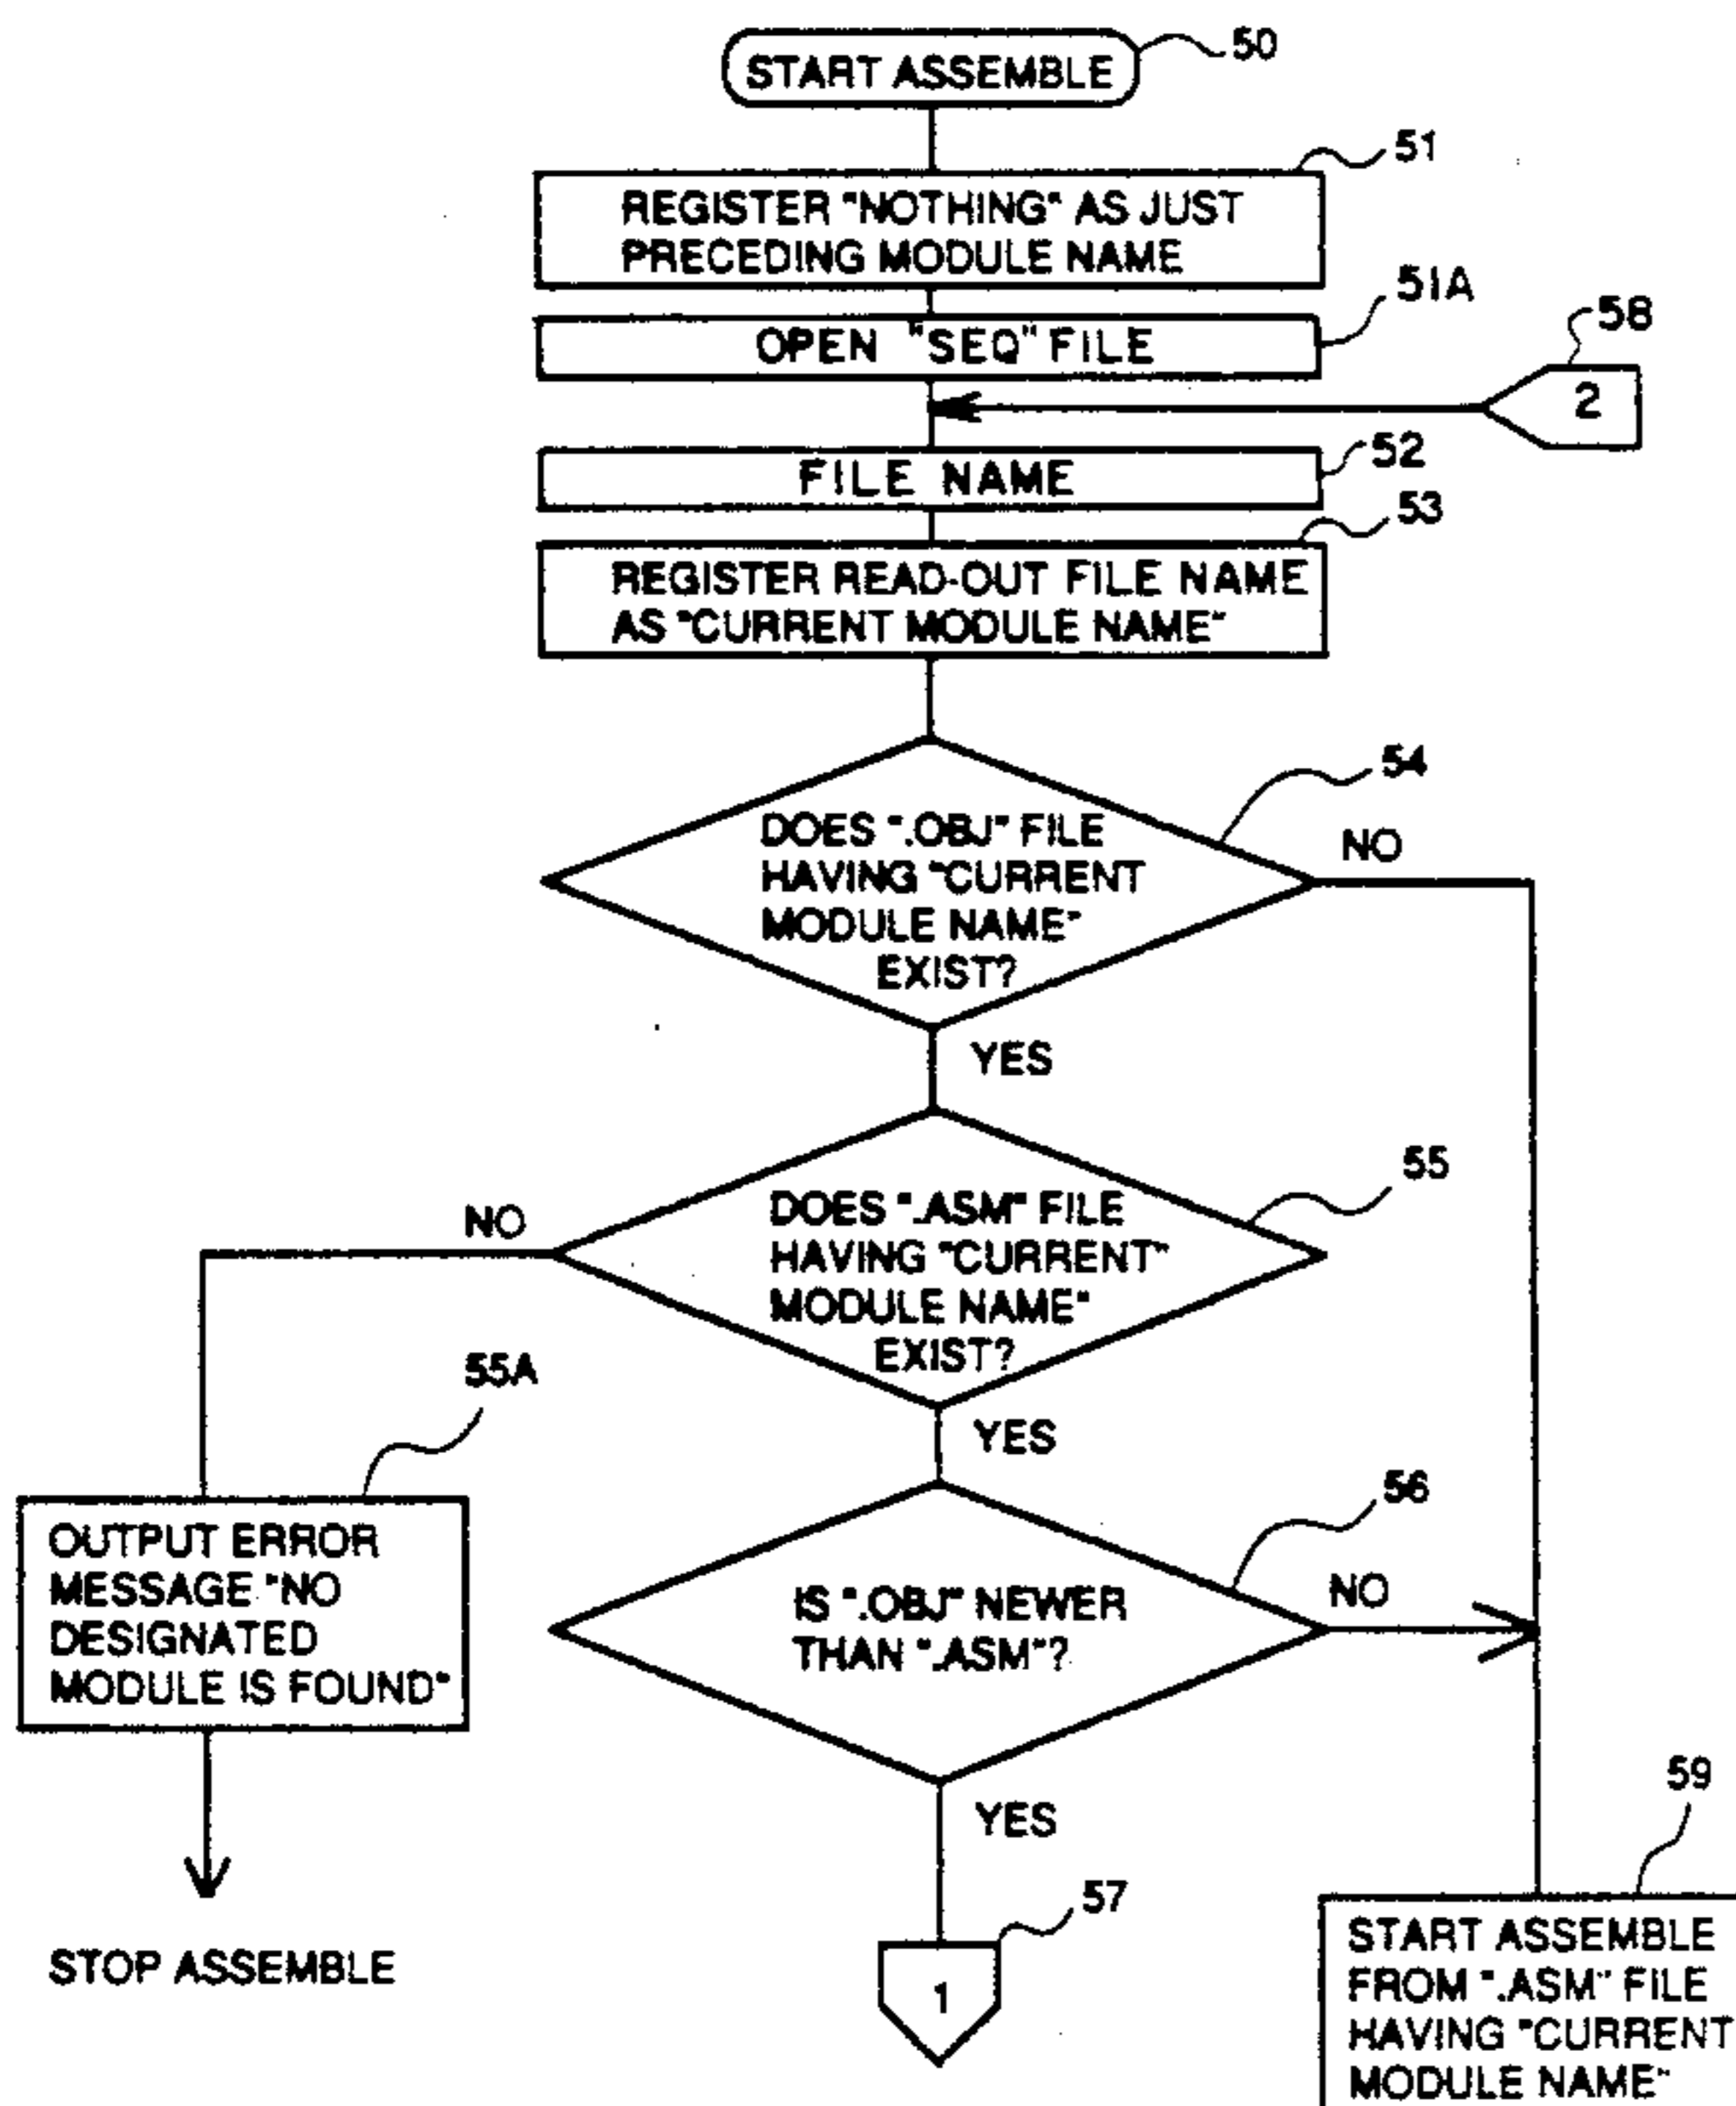 START ASSEMBLE
50
51
REGISTER "NOTHING" AS JUST
PRECEDING MODULE NAME
51A
OPEN "SEQ" FILE
58
2
FILE NAME
52
53
REGISTER READ-OUT FILE NAME
AS "CURRENT MODULE NAME"
54
DOES ".OBJ" FILE
HAVING "CURRENT
MODULE NAME"
EXIST?
NO
YES
55
DOES ".ASM" FILE
HAVING "CURRENT"
MODULE NAME"
EXIST?
NO
YES
55A
OUTPUT ERROR
MESSAGE "NO
DESIGNATED
MODULE IS FOUND"
STOP ASSEMBLE
56
IS ".OBJ" NEWER
THAN ".ASM"?
NO
YES
57
1
59
START ASSEMBLE
FROM ".ASM" FILE
HAVING "CURRENT
MODULE NAME"